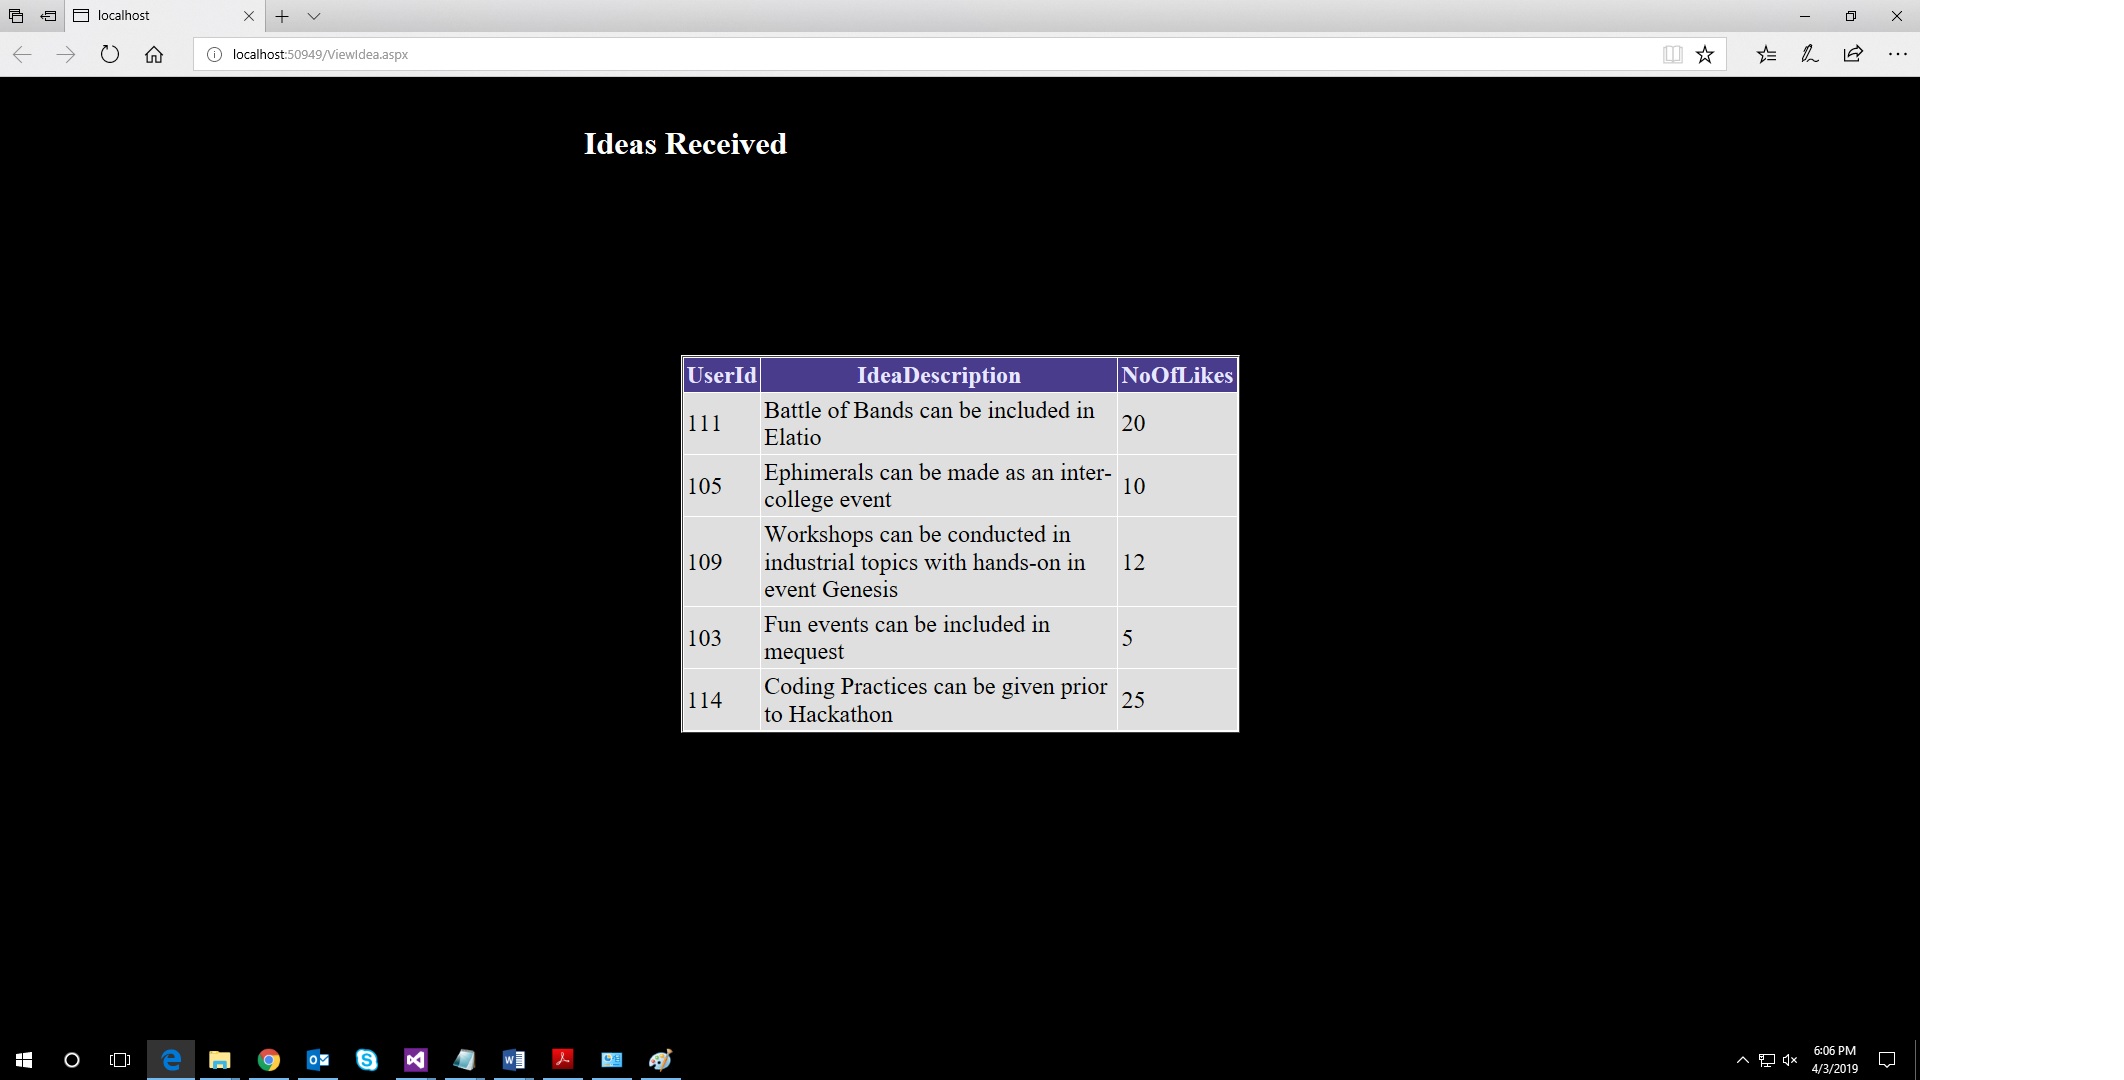 localhost
localhost:50949/ViewIdea.aspx
Ideas Received
UserId IdeaDescription NoOfLikes
111 Battle of Bands can be included in Elatio 20
105 Ephimerals can be made as an inter-college event 10
109 Workshops can be conducted in industrial topics with hands-on in event Genesis 12
103 Fun events can be included in mequest 5
114 Coding Practices can be given prior to Hackathon 25
6:06 PM
4/3/2019